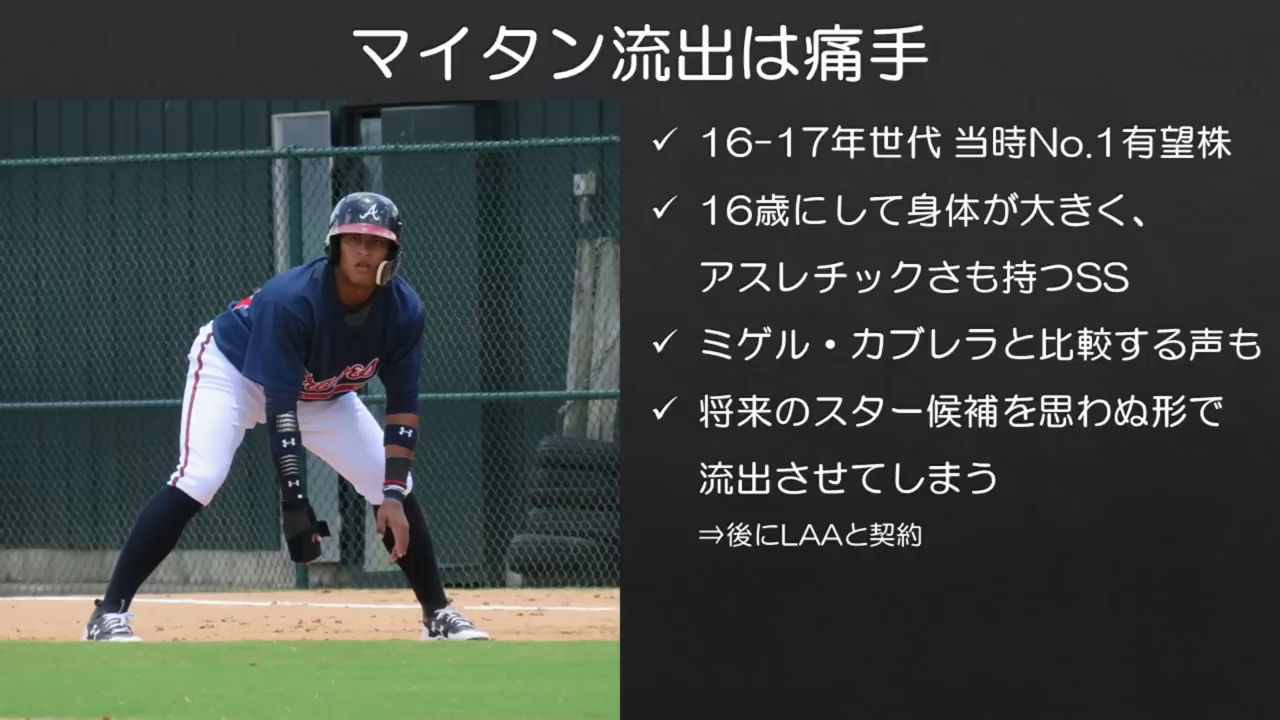 マイタン流出は痛手
✓ 16-17年世代 当時No.1有望株
✓ 16歳にして身体が大きく、
アスレチックさも持つSS
✓ ミゲル・カブレラと比較する声も
✓ 将来のスター候補を思わぬ形で
流出させてしまう
⇒後にLAAと契約
A
Braves